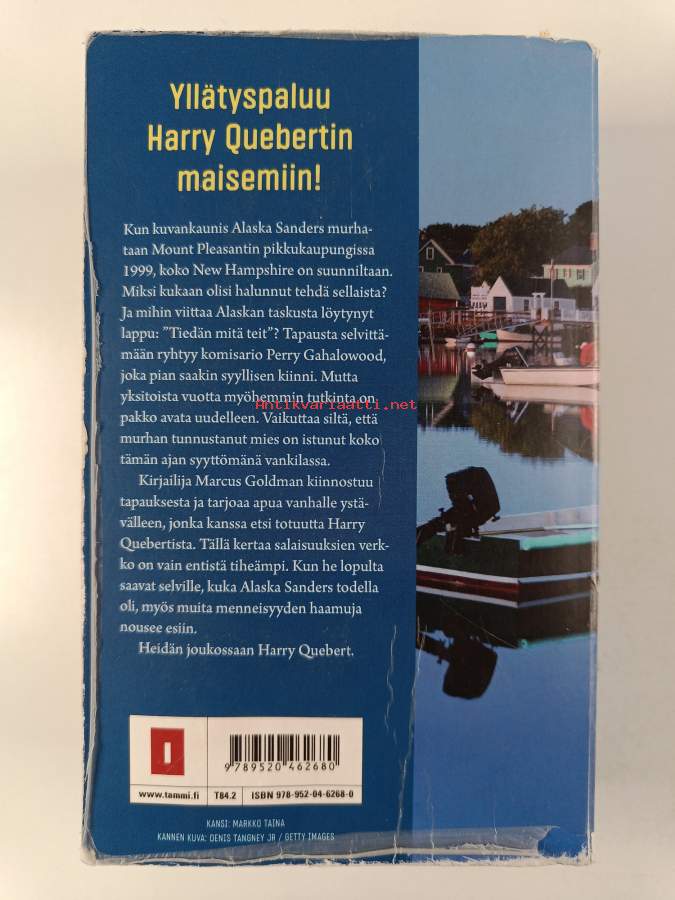 Yllätyspaluu
Harry Quebertin
maisemiin!
Kun kuvankaunis Alaska Sanders murha-
taan Mount Pleasantin pikkukaupungissa
1999, koko New Hampshire on suunniltaan.
Miksi kukaan olisi halunnut tehdä sellaista?
Ja mihin viittaa Alaskan taskusta löytynyt
lappu: ”Tiedän mitä teit”? Tapausta selvittä-
mään ryhtyy komisario Perry Gahalowood,
joka pian saakin syyllisen kiinni. Mutta
yksitoista vuotta myöhemmin tutkinta on
Antikvariaatti.net
pakko avata uudelleen. Vaikuttaa siltä, että
murhan tunnustanut mies on istunut koko
tämän ajan syyttömänä vankilassa.
Kirjailija Marcus Goldman kiinnostuu
tapauksesta ja tarjoaa apua vanhalle ystä-
välleen, jonka kanssa etsi totuutta Harry
Quebertista. Tällä kertaa salaisuuksien verk-
ko on vain entistä tiheämpi. Kun he lopulta
saavat selville, kuka Alaska Sanders todella
oli, myös muita menneisyyden haamuja
nousee esiin.
Heidän joukossaan Harry Quebert.
9 789520 462680
www.tammi.fi T84.2 ISBN 978-952-04-6268-0
KANSI: MARKKO TAINA
KANNEN KUVA: DENIS TANGNEY JR / GETTY IMAGES